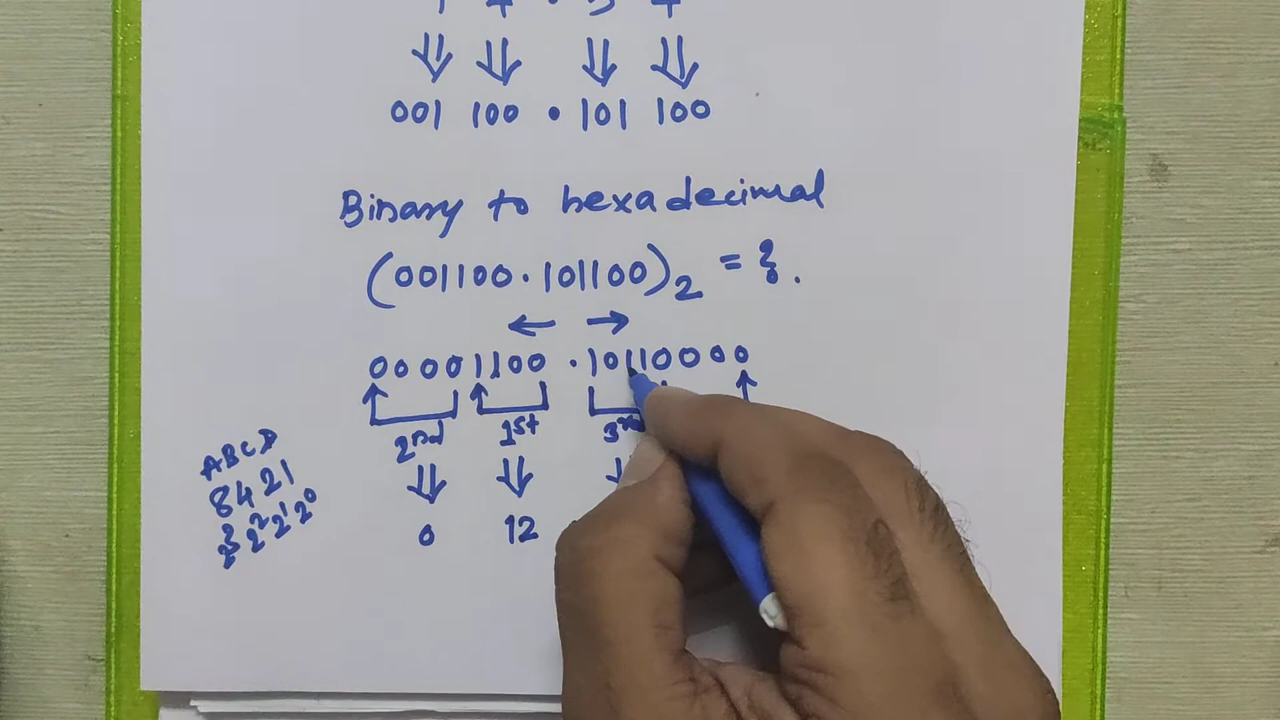 001 100 . 101 100
Binary to hexadecimal
(001100.101100)2 = }.
← →
00001100 .10110000
2nd 1st 3rd
ABCD
8421
2³2²2¹2⁰
0 12